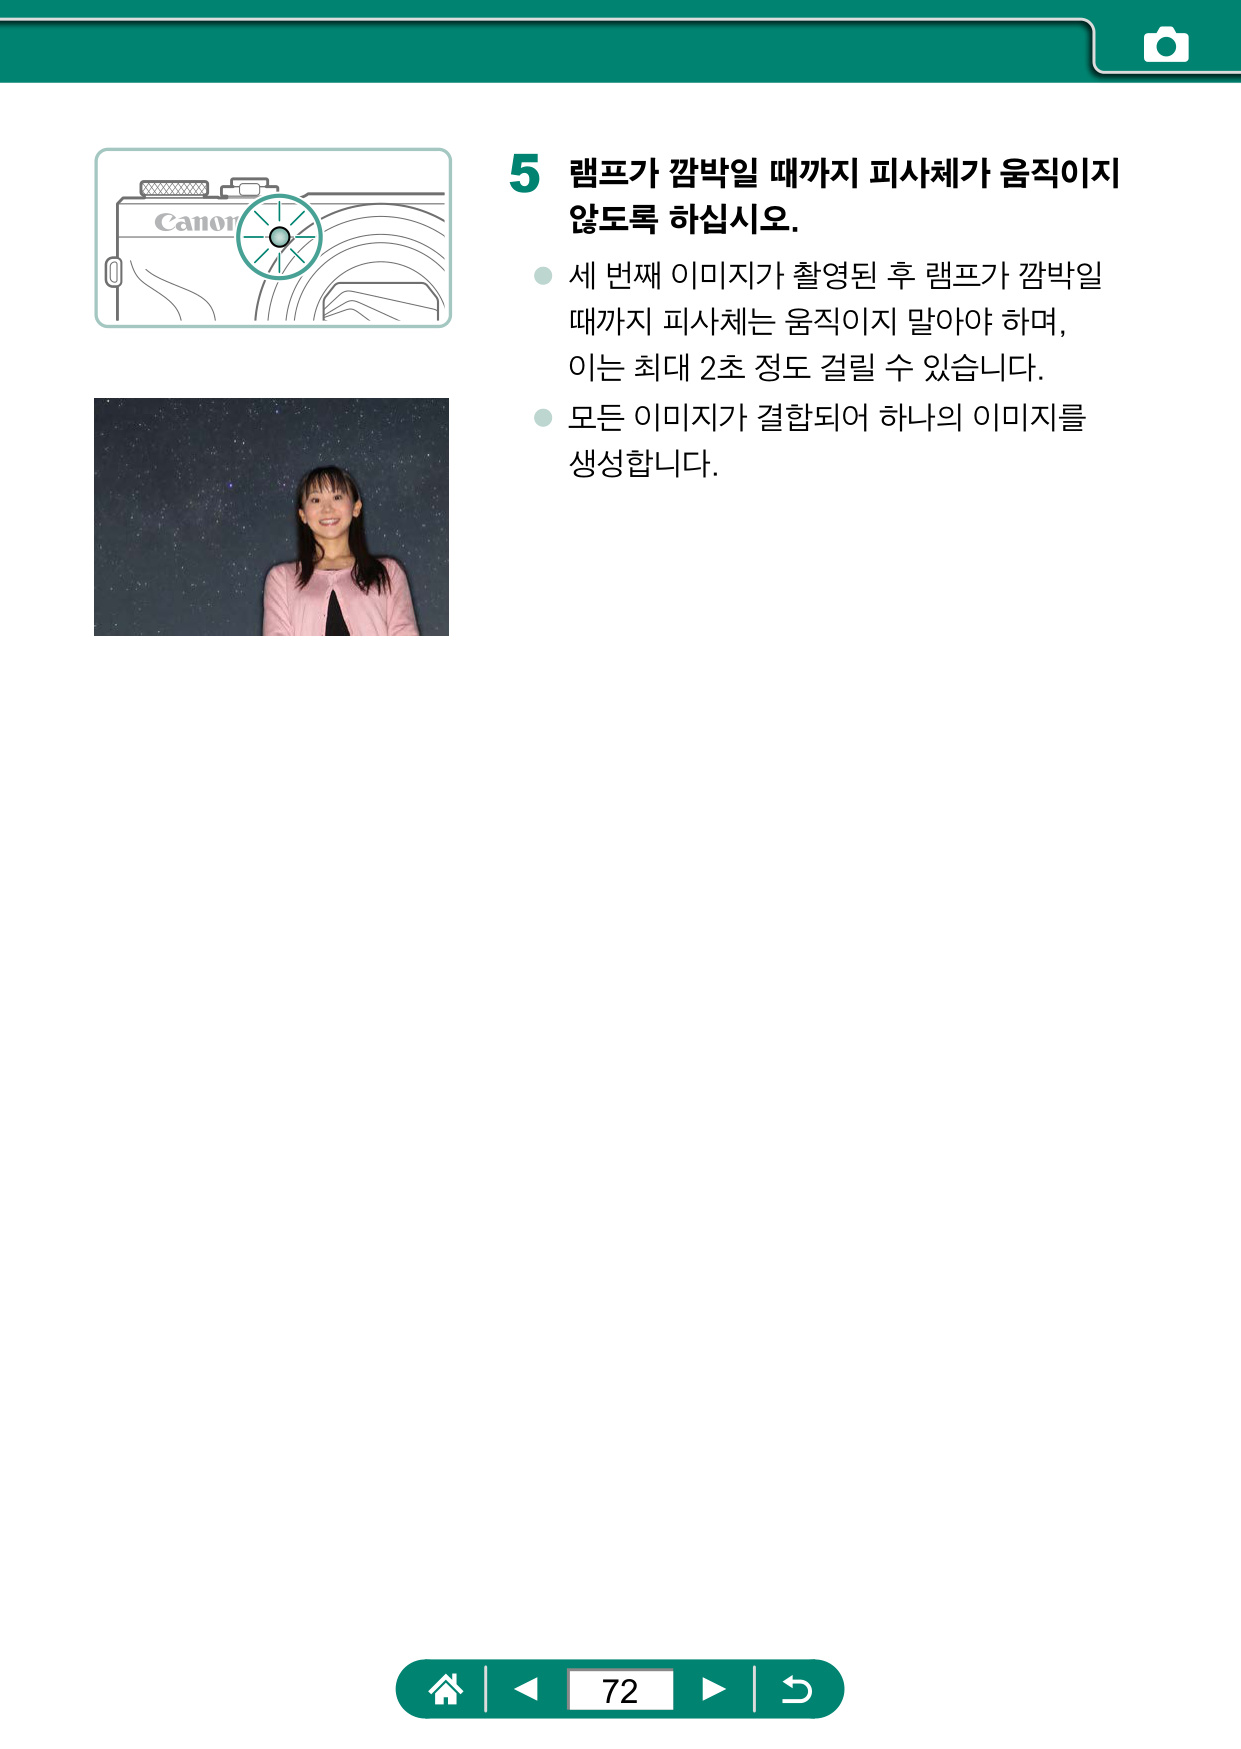 Canon
5 램프가 깜박일 때까지 피사체가 움직이지
않도록 하십시오.
● 세 번째 이미지가 촬영된 후 램프가 깜박일
때까지 피사체는 움직이지 말아야 하며,
이는 최대 2초 정도 걸릴 수 있습니다.
● 모든 이미지가 결합되어 하나의 이미지를
생성합니다.
72